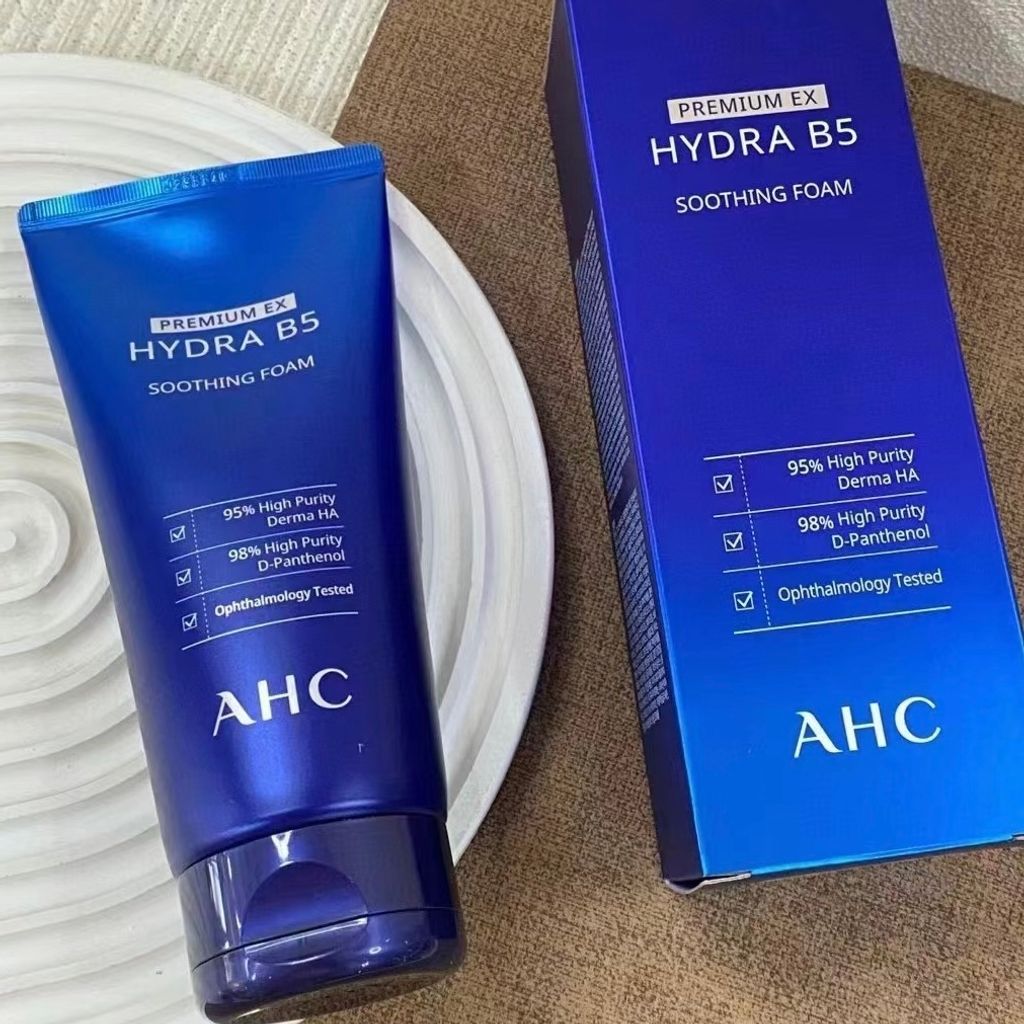 PREMIUM EX
HYDRA B5
SOOTHING FOAM
95% High Purity
Derma HA
98% High Purity
D-Panthenol
Ophthalmology Tested
AHC
PREMIUM EX
HYDRA B5
SOOTHING FOAM
95% High Purity
Derma HA
98% High Purity
D-Panthenol
Ophthalmology Tested
AHC